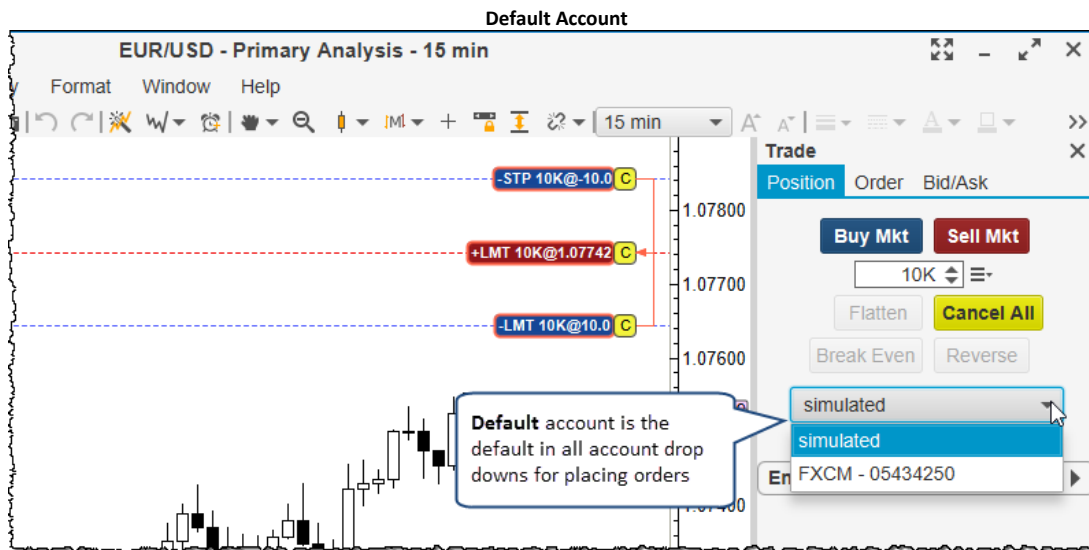 Default Account
EUR/USD - Primary Analysis - 15 min
Format Window Help
15 min
Trade
Position Order Bid/Ask
-STP 10K@-10.0 C
1.07800
Buy Mkt Sell Mkt
+LMT 10K@1.07742 C
10K
1.07700
Flatten Cancel All
-LMT 10K@10.0 C
Break Even Reverse
1.07600
simulated
Default account is the
default in all account drop
downs for placing orders
simulated
FXCM - 05434250
En